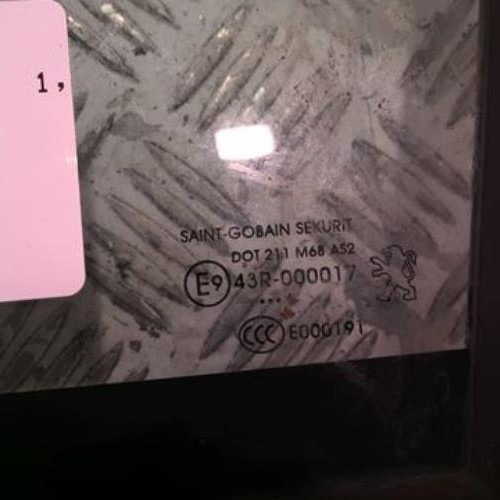 1,
SAINT-GOBAIN SEKURIT
DOT 211 M68 AS2
E9 43R-000017
...
CCC E000191